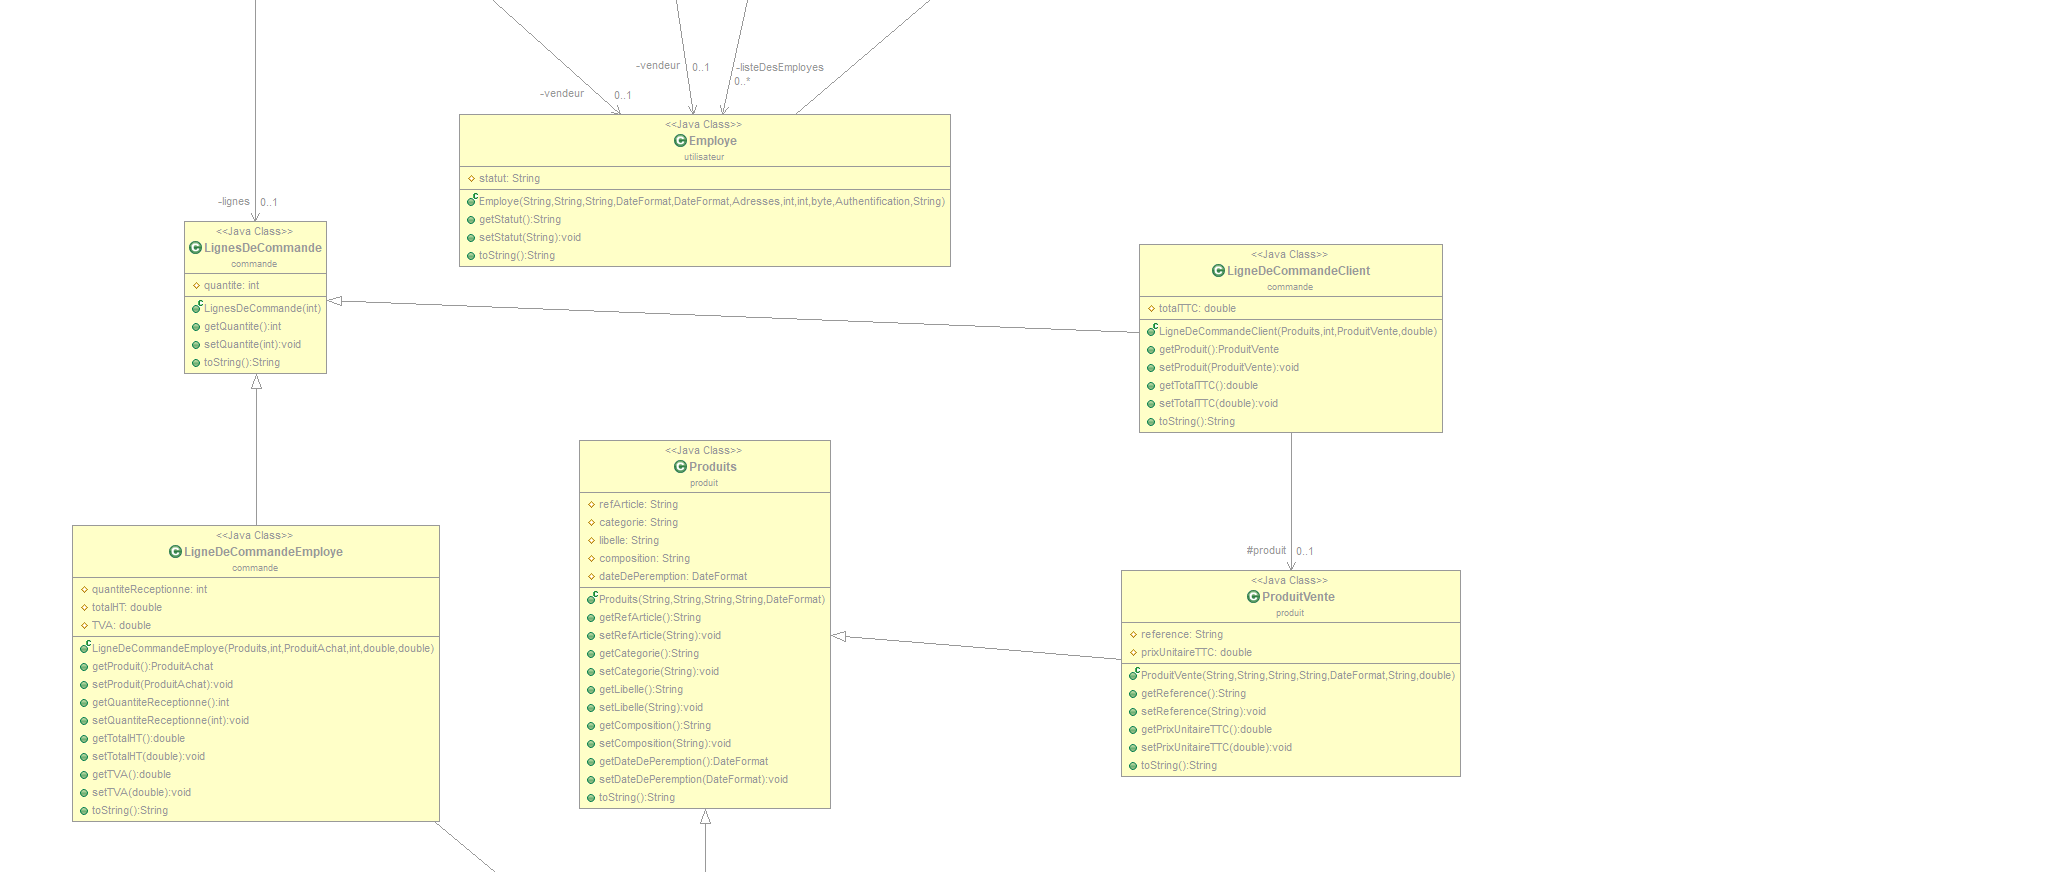 -vendeur
0..1
-vendeur
0..1
-listeDesEmployes
0..*
<<Java Class>>
Employe
utilisateur
statut: String
Employe(String,String,String,DateFormat,DateFormat,Adresses,int,int,byte,Authentification,String)
getStatut():String
setStatut(String):void
toString():String
-lignes
0..1
<<Java Class>>
LignesDeCommande
commande
quantite: int
LignesDeCommande(int)
getQuantite():int
setQuantite(int):void
toString():String
<<Java Class>>
LigneDeCommandeClient
commande
totalTTC: double
LigneDeCommandeClient(Produits,int,ProduitVente,double)
getProduit():ProduitVente
setProduit(ProduitVente):void
getTotalTTC():double
setTotalTTC(double):void
toString():String
<<Java Class>>
Produits
produit
refArticle: String
categorie: String
libelle: String
composition: String
dateDePeremption: DateFormat
Produits(String,String,String,String,DateFormat)
getRefArticle():String
setRefArticle(String):void
getCategorie():String
setCategorie(String):void
getLibelle():String
setLibelle(String):void
getComposition():String
setComposition(String):void
getDateDePeremption():DateFormat
setDateDePeremption(DateFormat):void
toString():String
<<Java Class>>
LigneDeCommandeEmploye
commande
quantiteReceptionne: int
totalHT: double
TVA: double
LigneDeCommandeEmploye(Produits,int,ProduitAchat,int,double,double)
getProduit():ProduitAchat
setProduit(ProduitAchat):void
getQuantiteReceptionne():int
setQuantiteReceptionne(int):void
getTotalHT():double
setTotalHT(double):void
getTVA():double
setTVA(double):void
toString():String
#produit
0..1
<<Java Class>>
ProduitVente
produit
reference: String
prixUnitaireTTC: double
ProduitVente(String,String,String,String,DateFormat,String,double)
getReference():String
setReference(String):void
getPrixUnitaireTTC():double
setPrixUnitaireTTC(double):void
toString():String